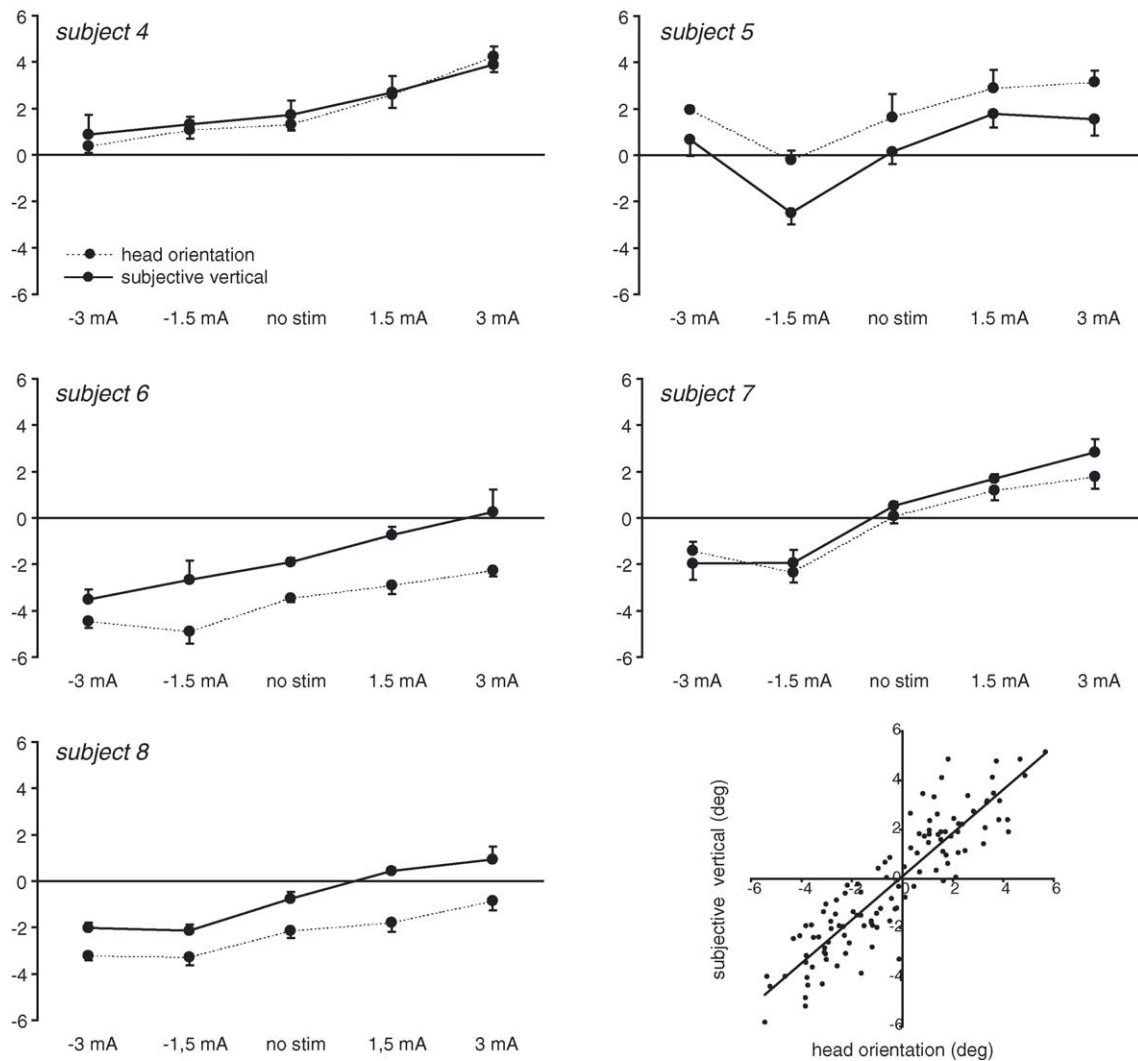 subject 4
6
4
2
0
-2
-4
-6
head orientation
subjective vertical
-3 mA -1.5 mA no stim 1.5 mA 3 mA
subject 5
6
4
2
0
-2
-4
-6
-3 mA -1.5 mA no stim 1.5 mA 3 mA
subject 6
6
4
2
0
-2
-4
-6
-3 mA -1.5 mA no stim 1.5 mA 3 mA
subject 7
6
4
2
0
-2
-4
-6
-3 mA -1.5 mA no stim 1.5 mA 3 mA
subject 8
6
4
2
0
-2
-4
-6
-3 mA -1,5 mA no stim 1,5 mA 3 mA
subjective vertical (deg)
6
4
2
0
-2
-4
-6
-6 -4 -2 0 2 4 6
head orientation (deg)